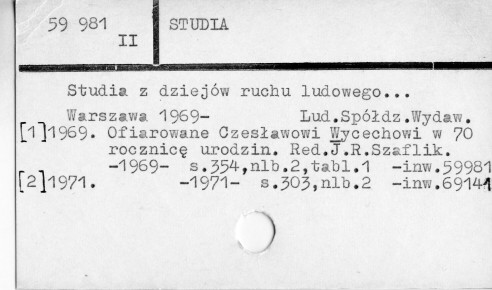 59 981
II
STUDIA
Studia z dziejów ruchu ludowego...
Warszawa 1969- Lud.Spółdz.Wydaw.
[1]1969. Ofiarowane Czesławowi Wycechowi w 70
rocznicę urodzin. Red.J.R.Szaflik.
-1969- s.354,nlb.2,tabl.1 -inw.59981
[2]1971. -1971- s.303,nlb.2 -inw.69141